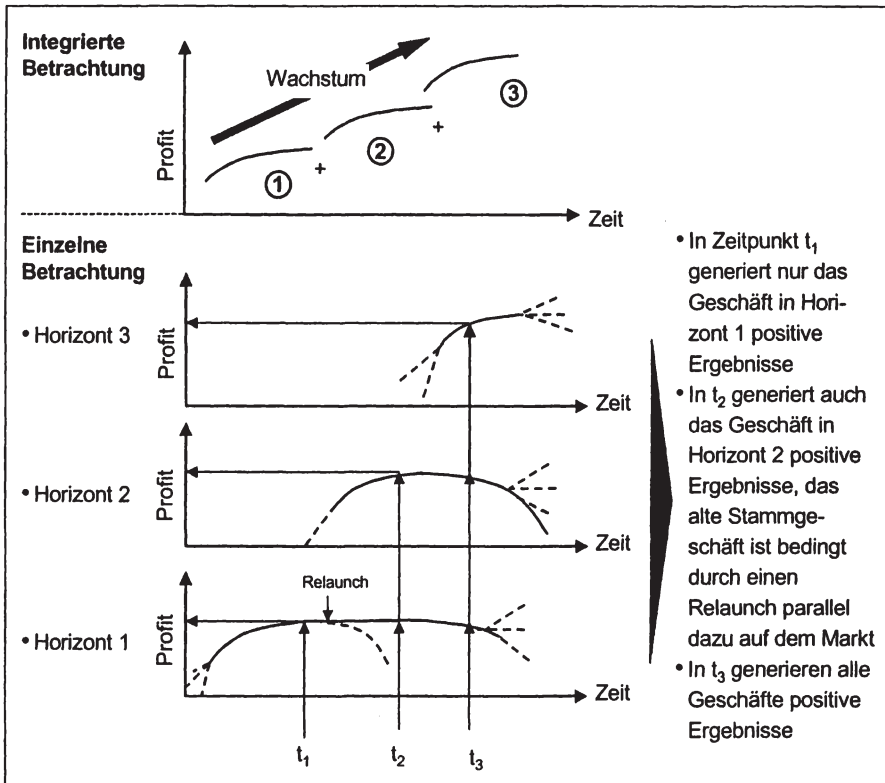 Integrierte
Betrachtung
Profit
Wachstum
1
+
2
+
3
Zeit
Einzelne
Betrachtung
• Horizont 3
Profit
Zeit
• Horizont 2
Profit
Zeit
• Horizont 1
Profit
Relaunch
Zeit
t1
t2
t3
• In Zeitpunkt t1
generiert nur das
Geschäft in Hori-
zont 1 positive
Ergebnisse
• In t2 generiert auch
das Geschäft in
Horizont 2 positive
Ergebnisse, das
alte Stammge-
schäft ist bedingt
durch einen
Relaunch parallel
dazu auf dem Markt
• In t3 generieren alle
Geschäfte positive
Ergebnisse